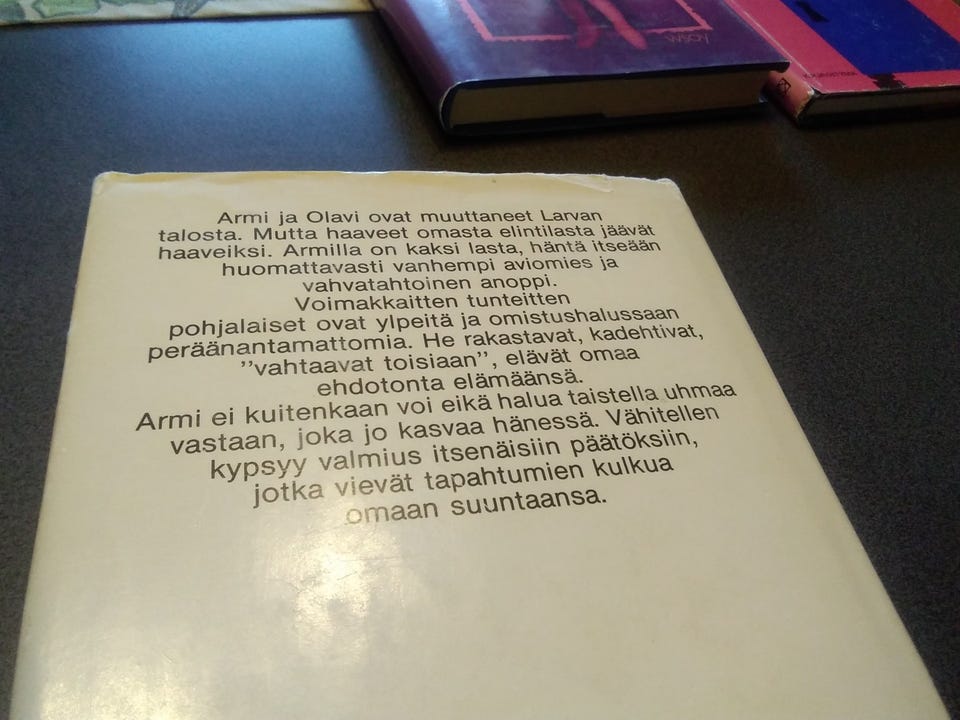 WSOY
Armi ja Olavi ovat muuttaneet Larvan
talosta. Mutta haaveet omasta elintilasta jäävät
haaveiksi. Armilla on kaksi lasta, häntä itseään
huomattavasti vanhempi aviomies ja
vahvatahtoinen anoppi.
Voimakkaitten tunteitten
pohjalaiset ovat ylpeitä ja omistushalussaan
peräänantamattomia. He rakastavat, kadehtivat,
"vahtaavat toisiaan", elävät omaa
ehdotonta elämäänsä.
Armi ei kuitenkaan voi eikä halua taistella uhmaa
vastaan, joka jo kasvaa hänessä. Vähitellen
kypsyy valmius itsenäisiin päätöksiin,
jotka vievät tapahtumien kulkua
omaan suuntaansa.